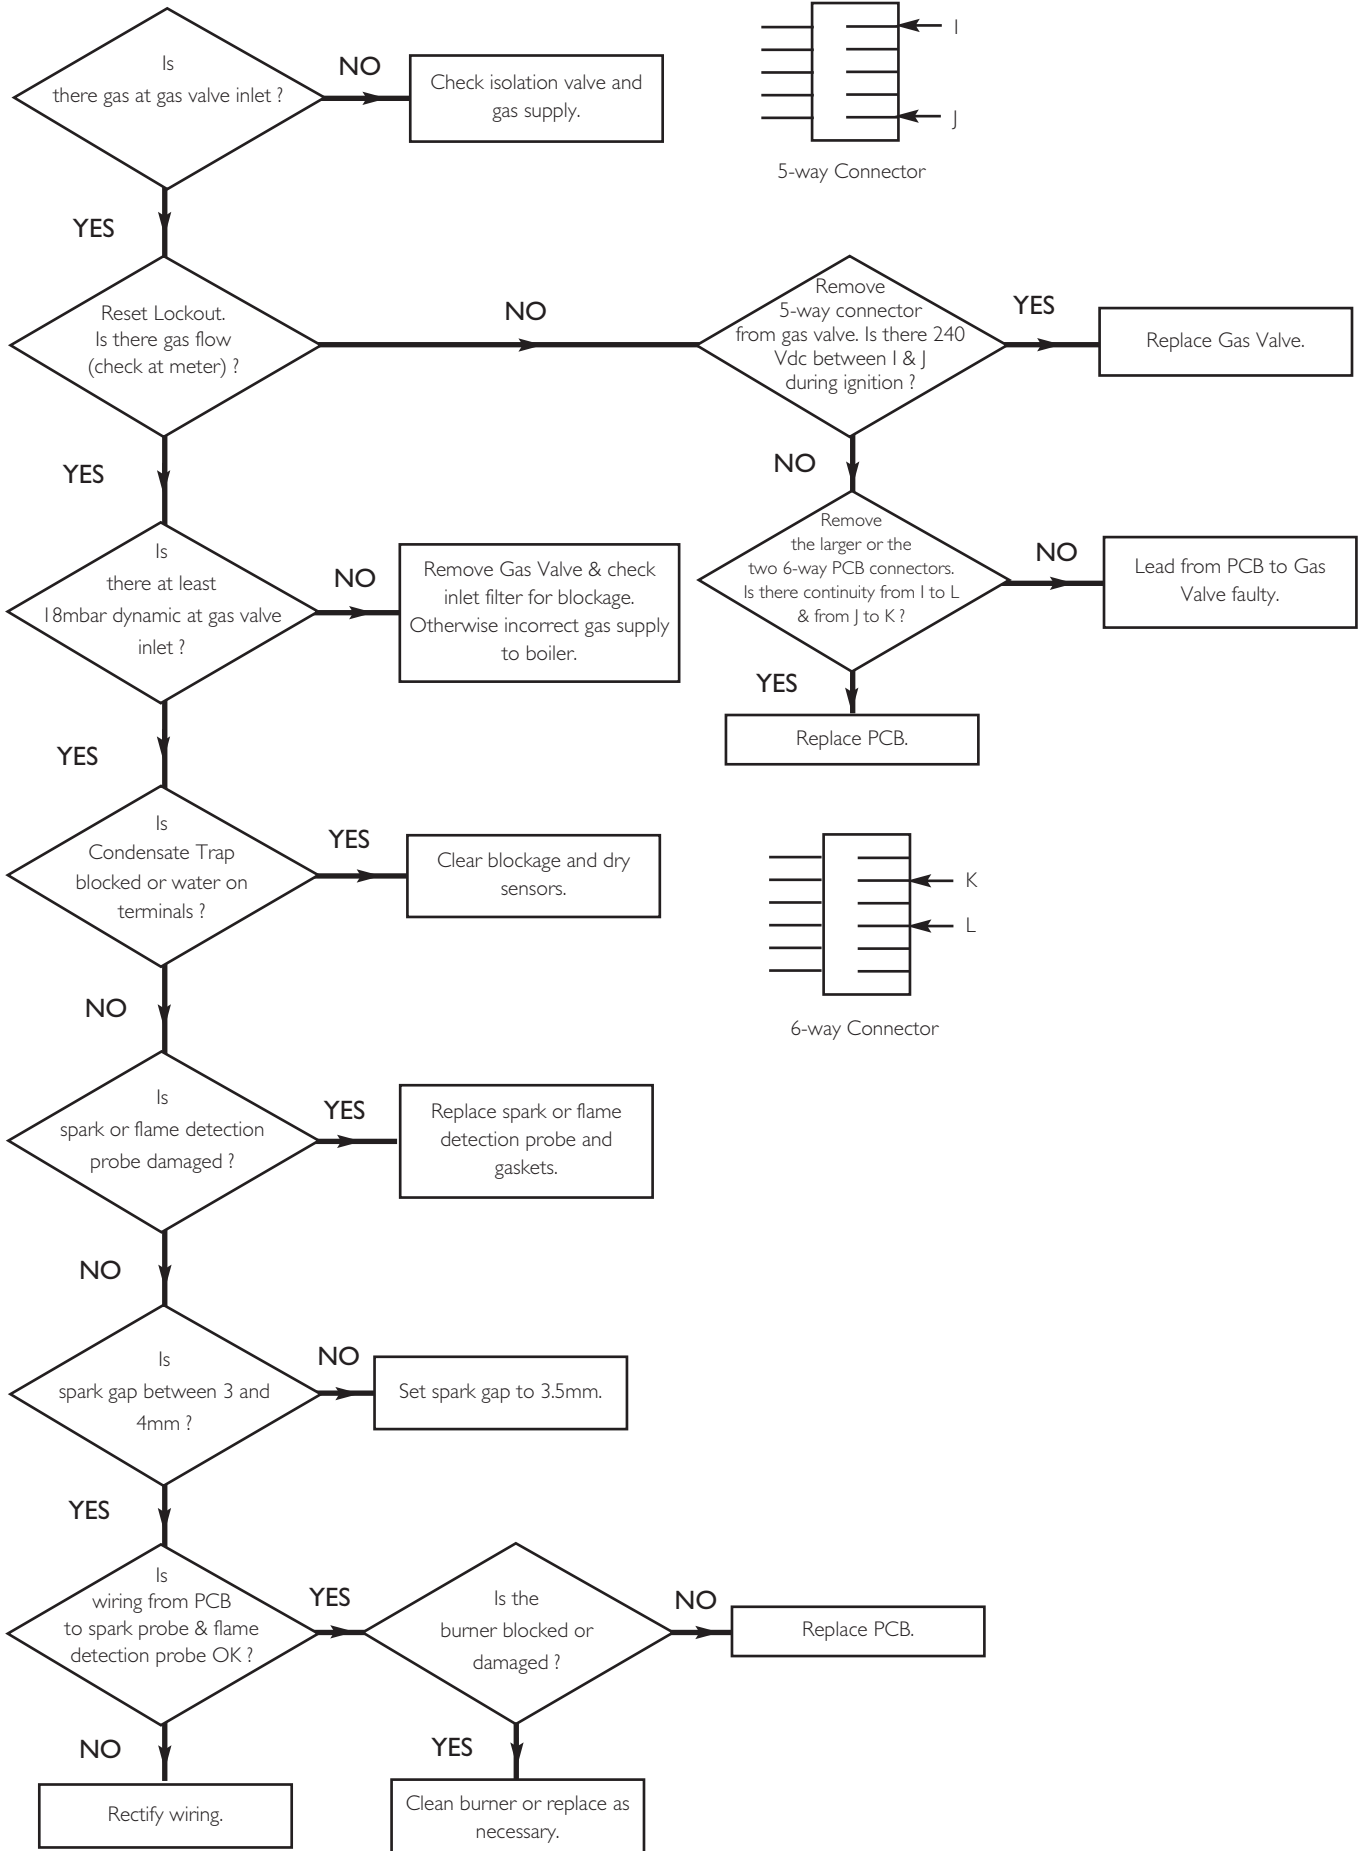 Is
there gas at gas valve inlet ?
NO
Check isolation valve and
gas supply.
I
J
5-way Connector
YES
Reset Lockout.
Is there gas flow
(check at meter) ?
NO
Remove
5-way connector
from gas valve. Is there 240
Vdc between I & J
during ignition ?
YES
Replace Gas Valve.
YES
NO
Is
there at least
18mbar dynamic at gas valve
inlet ?
NO
Remove Gas Valve & check
inlet filter for blockage.
Otherwise incorrect gas supply
to boiler.
Remove
the larger or the
two 6-way PCB connectors.
Is there continuity from I to L
& from J to K ?
NO
Lead from PCB to Gas
Valve faulty.
YES
Replace PCB.
YES
Is
Condensate Trap
blocked or water on
terminals ?
YES
Clear blockage and dry
sensors.
K
L
6-way Connector
NO
Is
spark or flame detection
probe damaged ?
YES
Replace spark or flame
detection probe and
gaskets.
NO
Is
spark gap between 3 and
4mm ?
NO
Set spark gap to 3.5mm.
YES
Is
wiring from PCB
to spark probe & flame
detection probe OK ?
YES
Is the
burner blocked or
damaged ?
NO
Replace PCB.
NO
Rectify wiring.
YES
Clean burner or replace as
necessary.